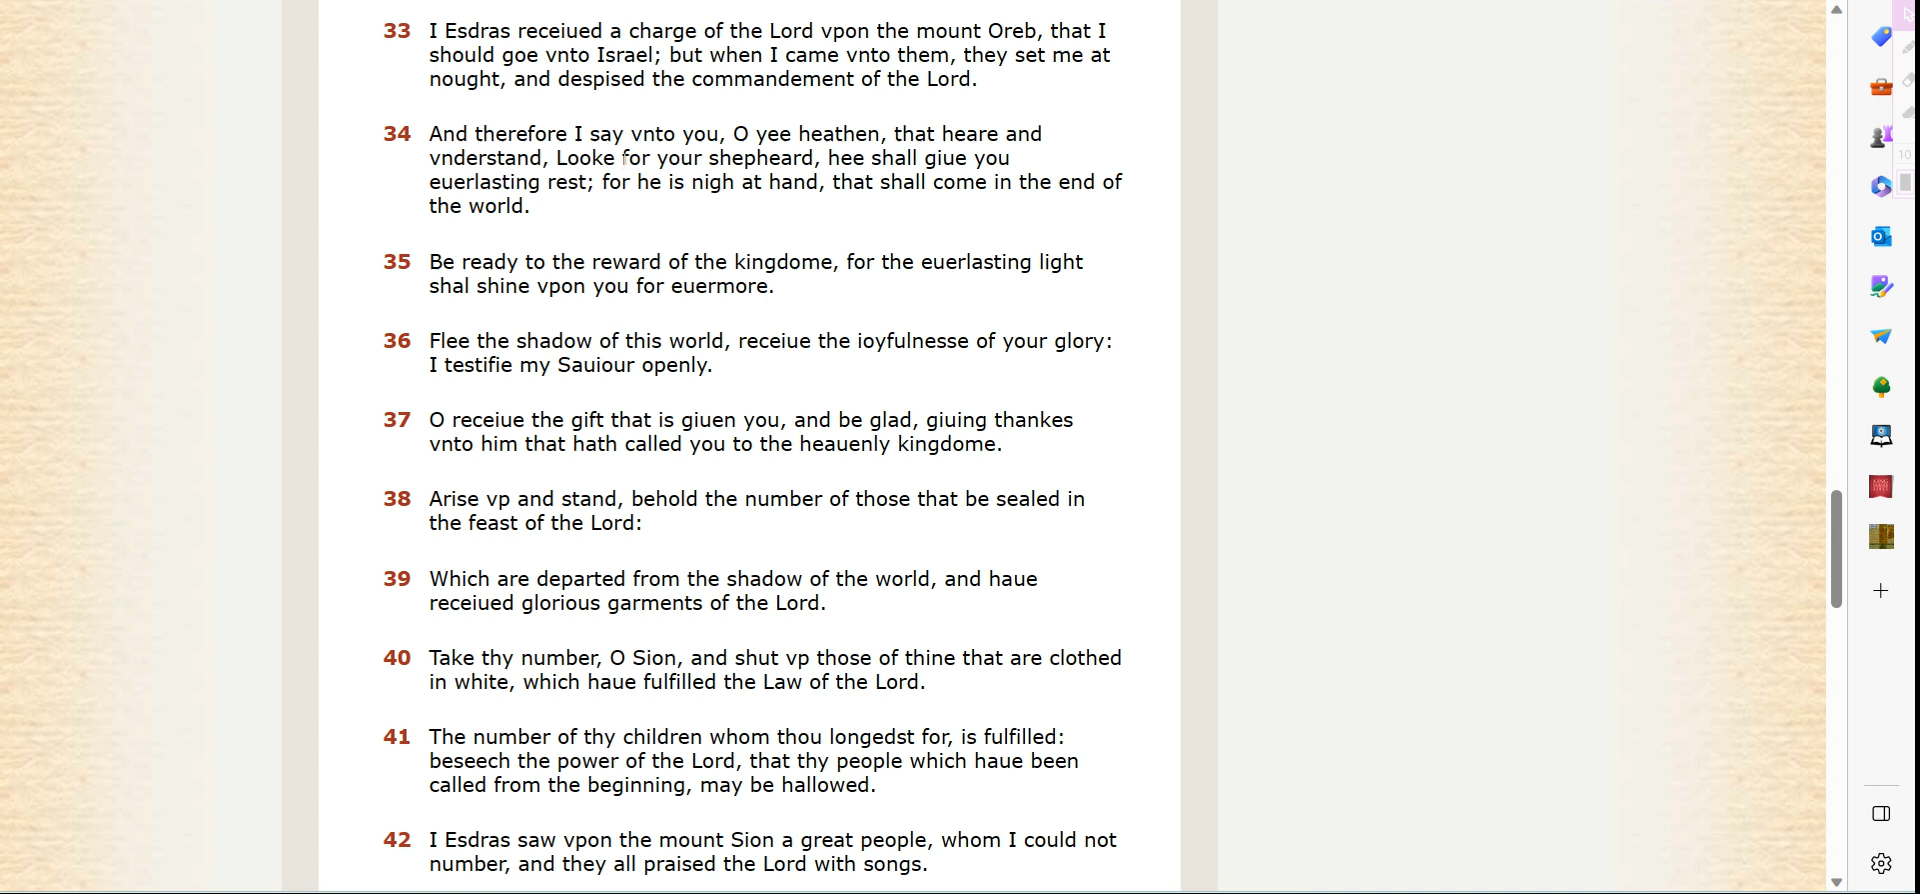 33 I Esdras receiued a charge of the Lord vpon the mount Oreb, that I
should goe vnto Israel; but when I came vnto them, they set me at
nought, and despised the commandement of the Lord.
34 And therefore I say vnto you, O yee heathen, that heare and
vnderstand, Looke for your shepheard, hee shall giue you
euerlasting rest; for he is nigh at hand, that shall come in the end of
the world.
35 Be ready to the reward of the kingdome, for the euerlasting light
shal shine vpon you for euermore.
36 Flee the shadow of this world, receiue the ioyfulnesse of your glory:
I testifie my Sauiour openly.
37 O receiue the gift that is giuen you, and be glad, giuing thankes
vnto him that hath called you to the heauenly kingdome.
38 Arise vp and stand, behold the number of those that be sealed in
the feast of the Lord:
39 Which are departed from the shadow of the world, and haue
receiued glorious garments of the Lord.
40 Take thy number, O Sion, and shut vp those of thine that are clothed
in white, which haue fulfilled the Law of the Lord.
41 The number of thy children whom thou longedst for, is fulfilled:
beseech the power of the Lord, that thy people which haue been
called from the beginning, may be hallowed.
42 I Esdras saw vpon the mount Sion a great people, whom I could not
number, and they all praised the Lord with songs.
10